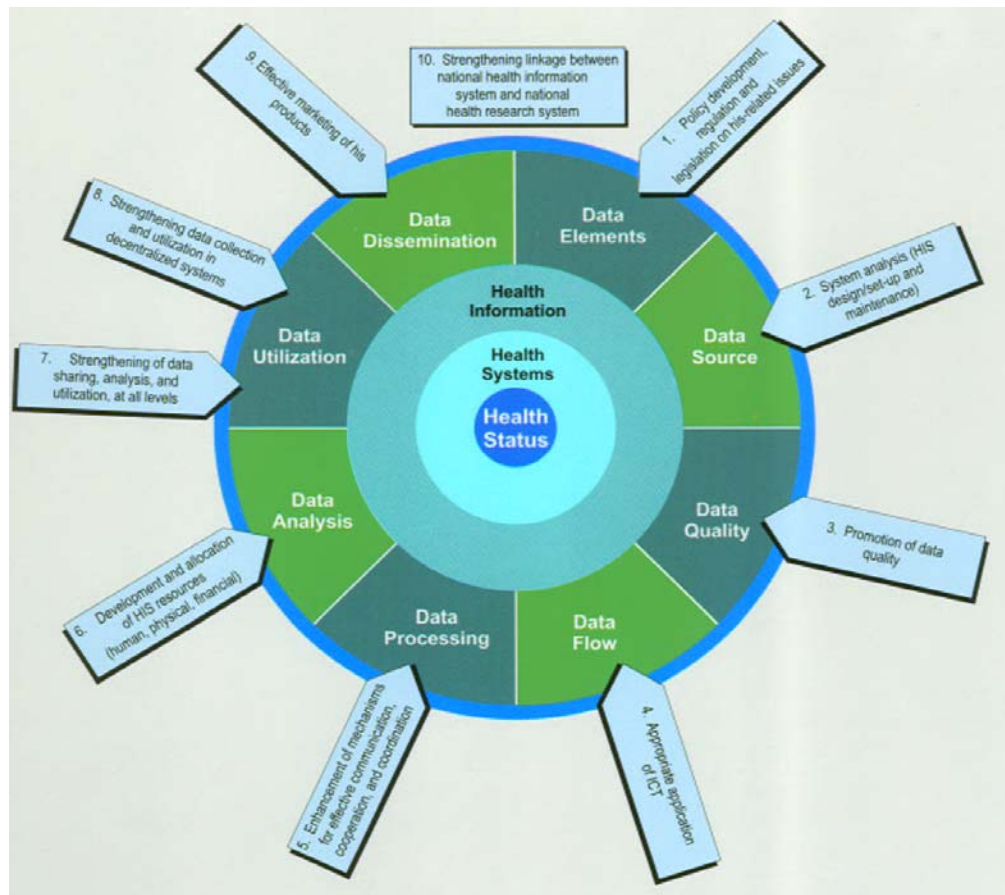 9. Effective marketing of his
products
10. Strengthening linkage between
national health information
system and national
health research system
1. Policy development,
regulation and
legislation on his-related issues
8. Strengthening data collection
and utilization in
decentralized systems
Data
Dissemination
Data
Elements
2. System analysis (HIS
design/set-up and
maintenance)
Health
Information
Data
Utilization
Data
Source
7. Strengthening of data
sharing, analysis, and
utilization, at all levels
Health
Systems
Health
Status
Data
Analysis
Data
Quality
3. Promotion of data
quality
6. Development and allocation
of HIS resources
(human, physical, financial)
Data
Processing
Data
Flow
5. Enhancement of mechanisms
for effective communication,
cooperation, and coordination
4. Appropriate application
of ICT